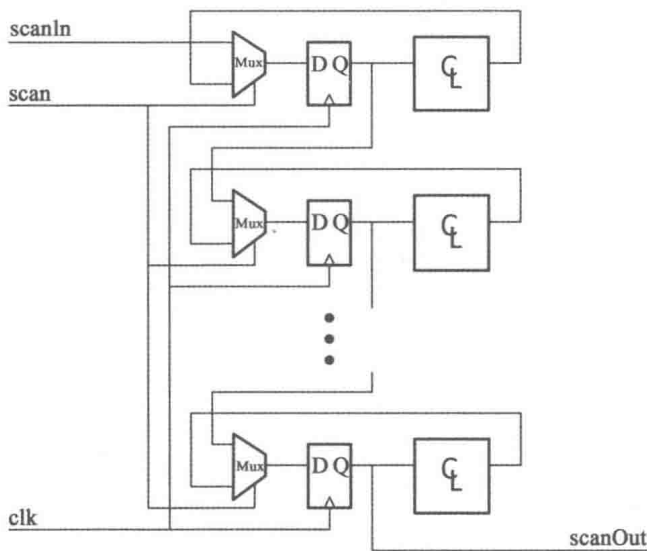 scanIn
Mux
D Q
CL
scan
Mux
D Q
CL
Mux
D Q
CL
clk
scanOut